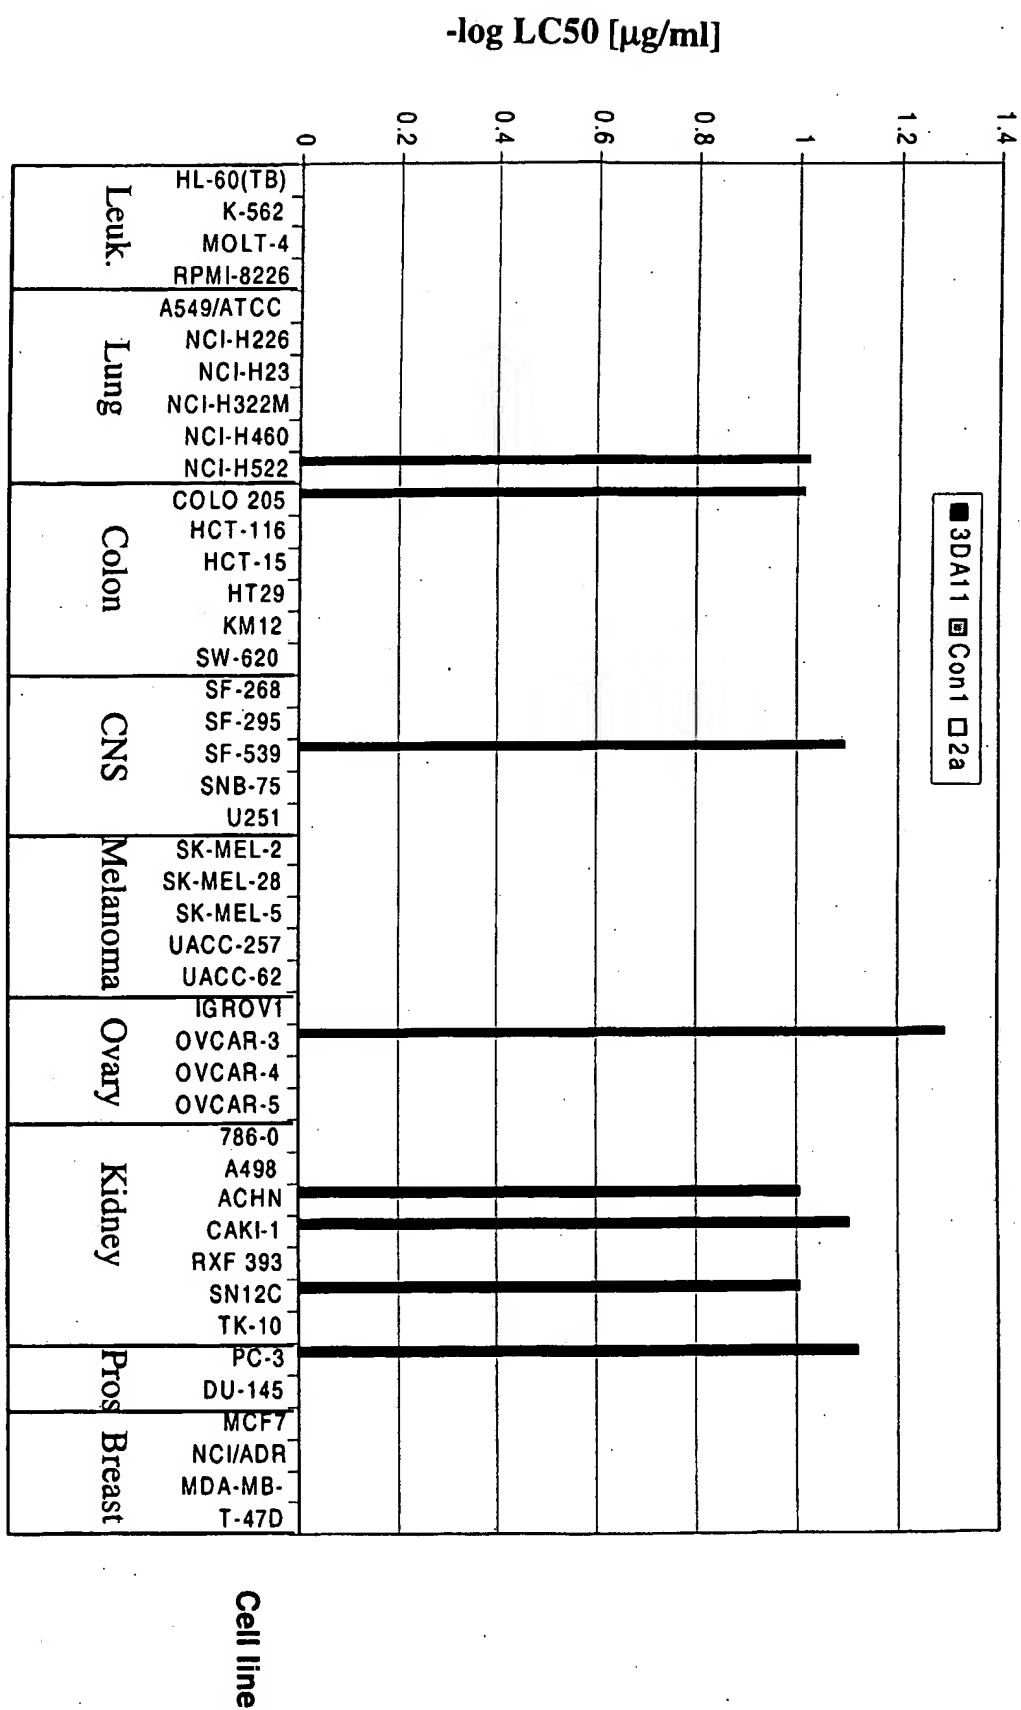 -log LC50 [µg/ml]
1.4
1.2
1
0.8
0.6
0.4
0.2
0
3DA11 Con1 2a
HL-60(TB)
K-562
MOLT-4
RPMI-8226
A549/ATCC
NCI-H226
NCI-H23
NCI-H322M
NCI-H460
NCI-H522
COLO 205
HCT-116
HCT-15
HT29
KM12
SW-620
SF-268
SF-295
SF-539
SNB-75
U251
SK-MEL-2
SK-MEL-28
SK-MEL-5
UACC-257
UACC-62
IGROV1
OVCAR-3
OVCAR-4
OVCAR-5
786-0
A498
ACHN
CAKI-1
RXF 393
SN12C
TK-10
PC-3
DU-145
MCF7
NCI/ADR
MDA-MB-
T-47D
Leuk.
Lung
Colon
CNS
Melanoma
Ovary
Kidney
Pros
Breast
Cell line